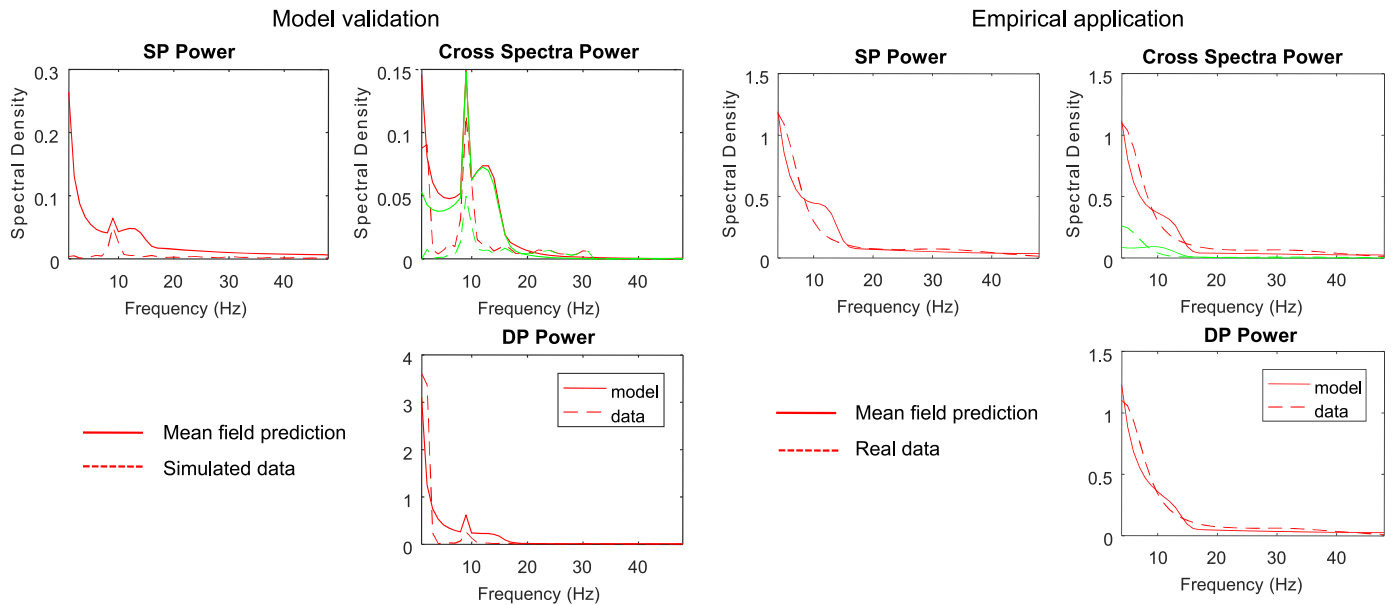 Model validation
SP Power
0.3
0.2
0.1
0
Spectral Density
10 20 30 40
Frequency (Hz)
Cross Spectra Power
0.15
0.10
0.05
0
Spectral Density
10 20 30 40
Frequency (Hz)
DP Power
4
3
2
1
0
model
data
10 20 30 40
Frequency (Hz)
Mean field prediction
Simulated data
Empirical application
SP Power
1.5
1
0.5
0
Spectral Density
10 20 30 40
Frequency (Hz)
Cross Spectra Power
1.5
1
0.5
0
Spectral Density
10 20 30 40
Frequency (Hz)
DP Power
1.5
1
0.5
0
model
data
10 20 30 40
Frequency (Hz)
Mean field prediction
Real data